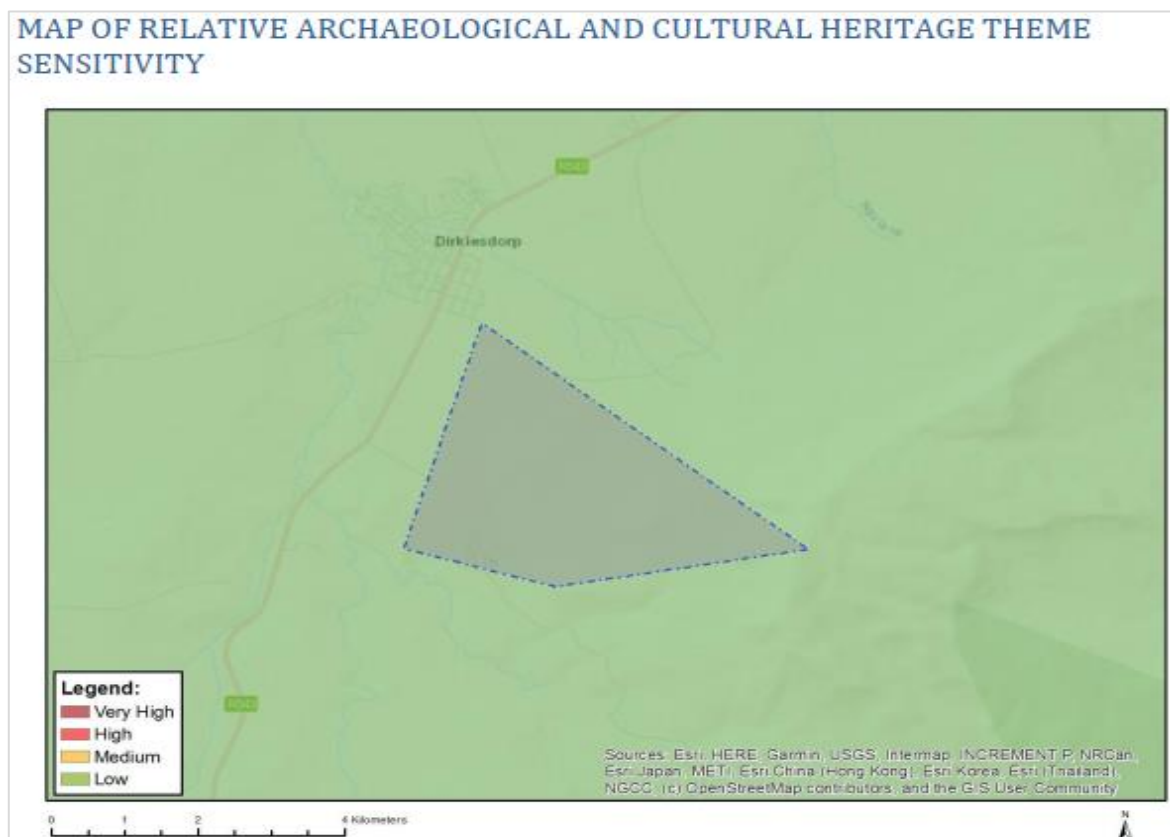 MAP OF RELATIVE ARCHAEOLOGICAL AND CULTURAL HERITAGE THEME
SENSITIVITY
R543
Dirkiesdorp
Legend:
Very High
High
Medium
Low
R543
Sources: Esri, HERE, Garmin, USGS, Intermap, INCREMENT P, NRCan,
Esri Japan, METI, Esri China (Hong Kong), Esri Korea, Esri (Thailand),
NGCC, (c) OpenStreetMap contributors, and the GIS User Community
0 1 2 4 Kilometers
N